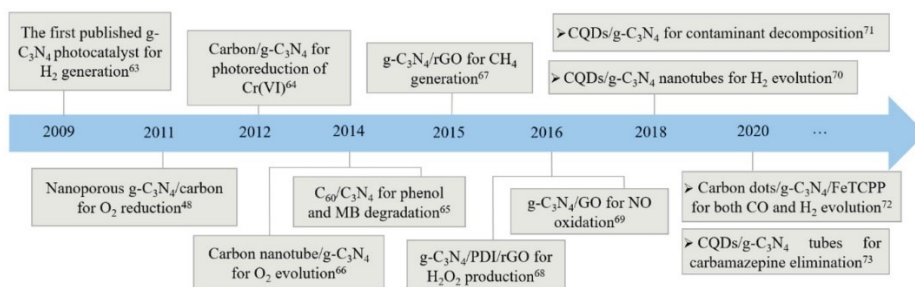 The first published g-
C₃N₄ photocatalyst for
H₂ generation⁶³
Carbon/g-C₃N₄ for
photoreduction of
Cr(VI)⁶⁴
g-C₃N₄/rGO for CH₄
generation⁶⁷
➢CQDs/g-C₃N₄ for contaminant decomposition⁷¹
➢CQDs/g-C₃N₄ nanotubes for H₂ evolution⁷⁰
2009 2011 2012 2014 2015 2016 2018 2020 ...
Nanoporous g-C₃N₄/carbon
for O₂ reduction⁴⁸
C₆₀/C₃N₄ for phenol
and MB degradation⁶⁵
Carbon nanotube/g-C₃N₄
for O₂ evolution⁶⁶
g-C₃N₄/GO for NO
oxidation⁶⁹
g-C₃N₄/PDI/rGO for
H₂O₂ production⁶⁸
➢ Carbon dots/g-C₃N₄/FeTCPP
for both CO and H₂ evolution⁷²
➢ CQDs/g-C₃N₄ tubes for
carbamazepine elimination⁷³